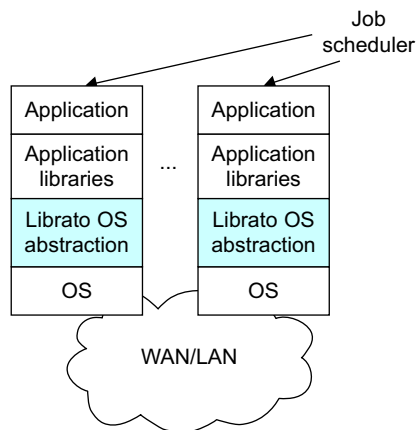 Job
scheduler
Application
Application
libraries
Librato OS
abstraction
OS
...
Application
Application
libraries
Librato OS
abstraction
OS
WAN/LAN